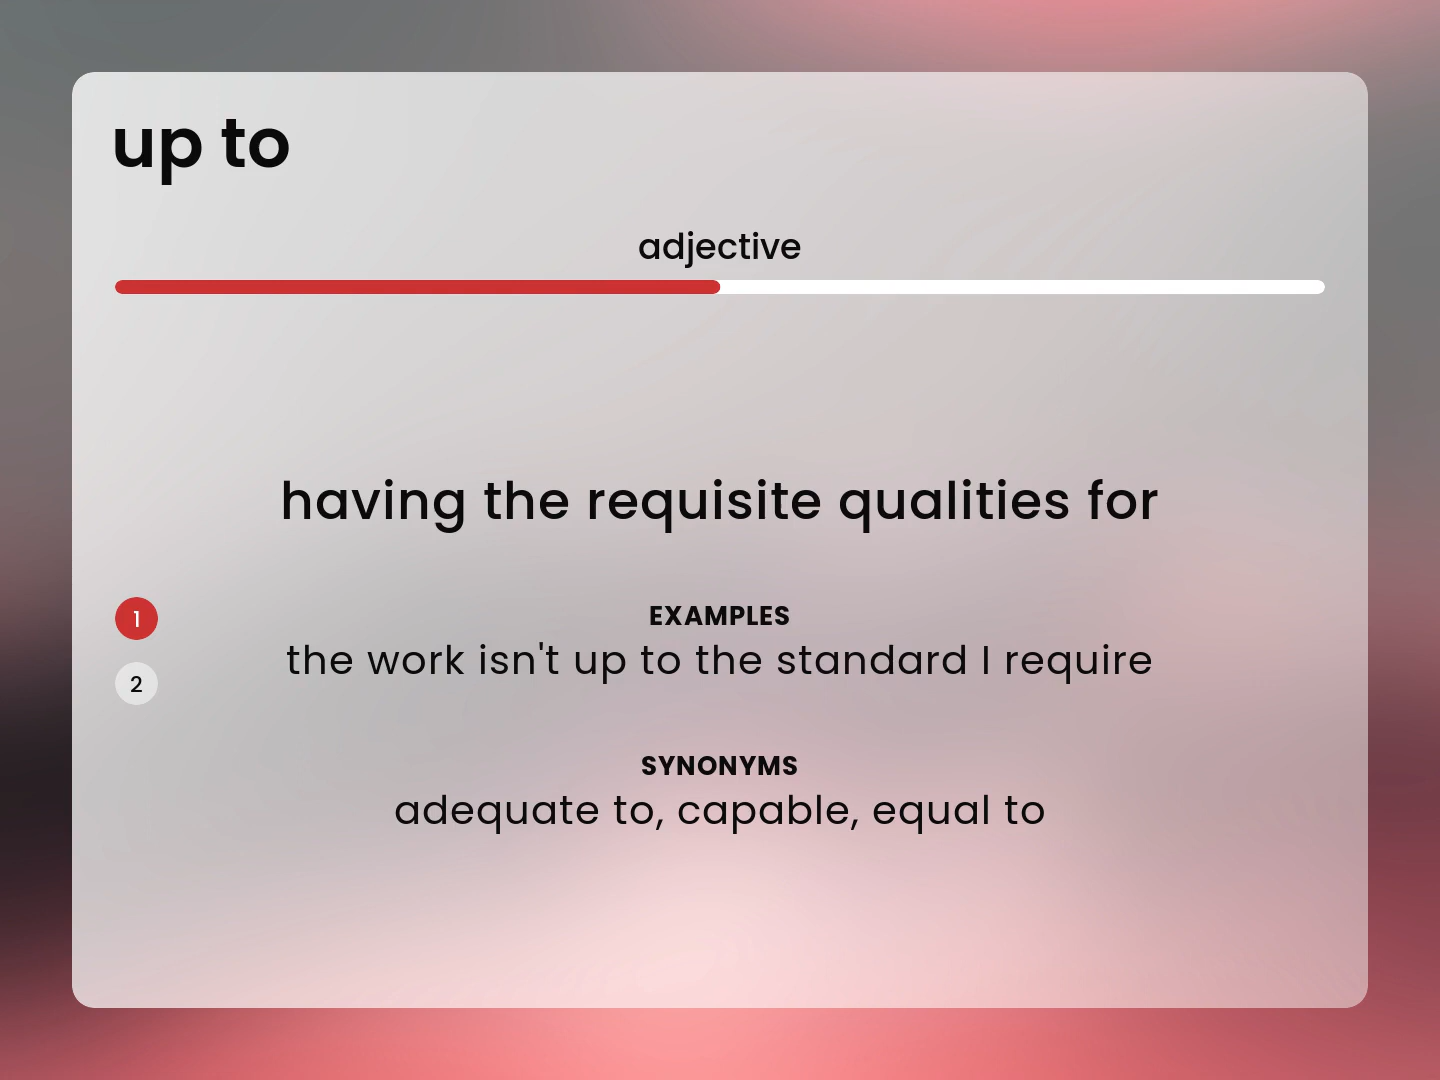 up to
adjective
having the requisite qualities for
1
EXAMPLES
the work isn't up to the standard I require
2
SYNONYMS
adequate to, capable, equal to